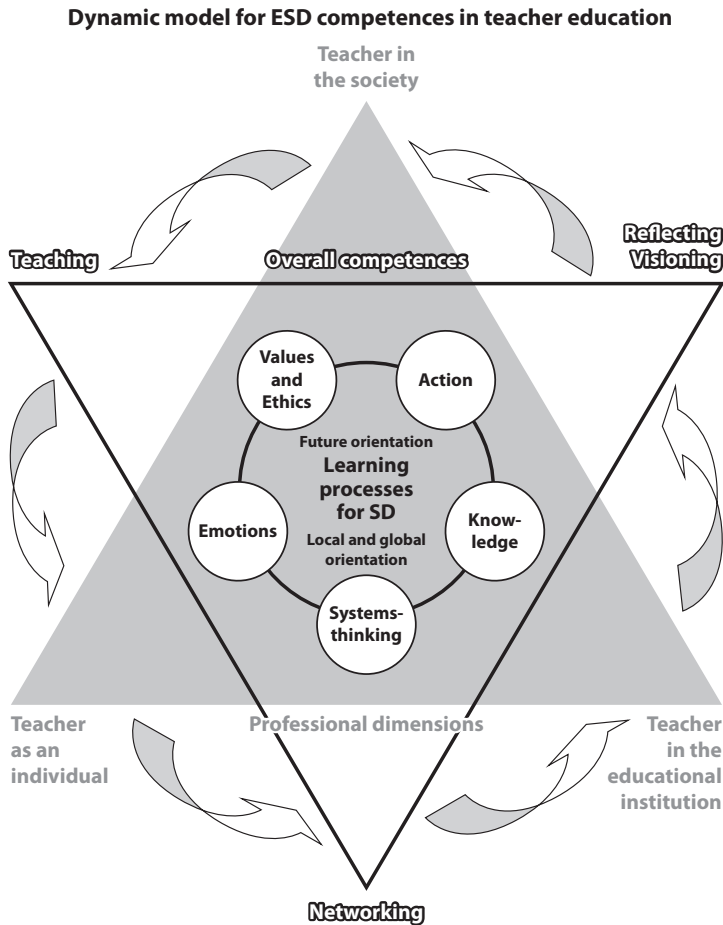 Dynamic model for ESD competences in teacher education
Teacher in
the society
Teaching
Overall competences
Reflecting
Visioning
Values
and
Ethics
Action
Future orientation
Learning
processes
for SD
Local and global
orientation
Emotions
Know-
ledge
Systems-
thinking
Teacher
as an
individual
Professional dimensions
Teacher
in the
educational
institution
Networking